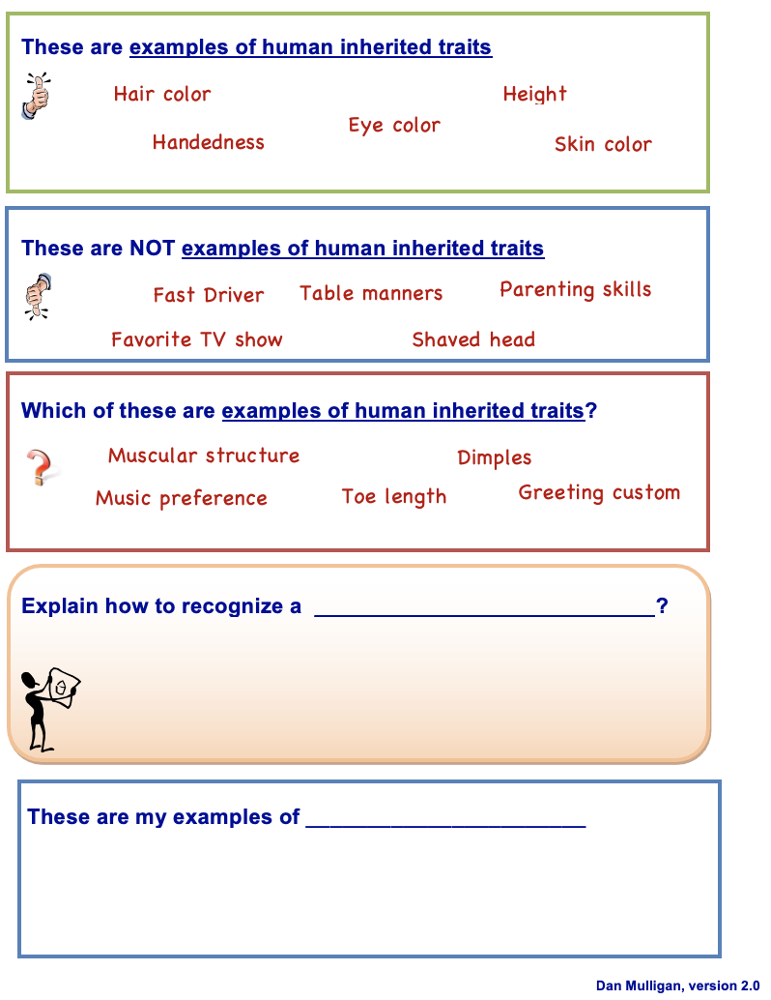 These are examples of human inherited traits
Hair color Height
Eye color
Handedness Skin color
These are NOT examples of human inherited traits
Fast Driver Table manners Parenting skills
Favorite TV show Shaved head
Which of these are examples of human inherited traits?
Muscular structure Dimples
Music preference Toe length Greeting custom
Explain how to recognize a ____________________________?
These are my examples of _______________________
Dan Mulligan, version 2.0